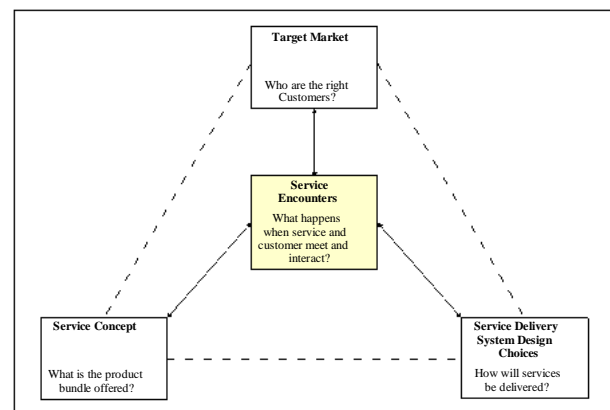 Target Market
Who are the right
Customers?
Service
Encounters
What happens
when service and
customer meet and
interact?
Service Concept
What is the product
bundle offered?
Service Delivery
System Design
Choices
How will services
be delivered?